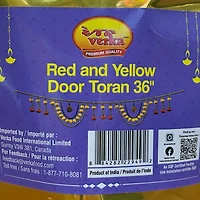 Verka
PREMIUM QUALITY
Red and Yellow
Door Toran 36"
Imported by / Importé par :
Verka Food International Limited
Surrey V3W 3B1, Canada
For Feedback / Pour la rétroaction :
feedback@verkafood.com
Toll free / Sans frais : 1-877-710-8081
Product of India / Produit de l'Inde